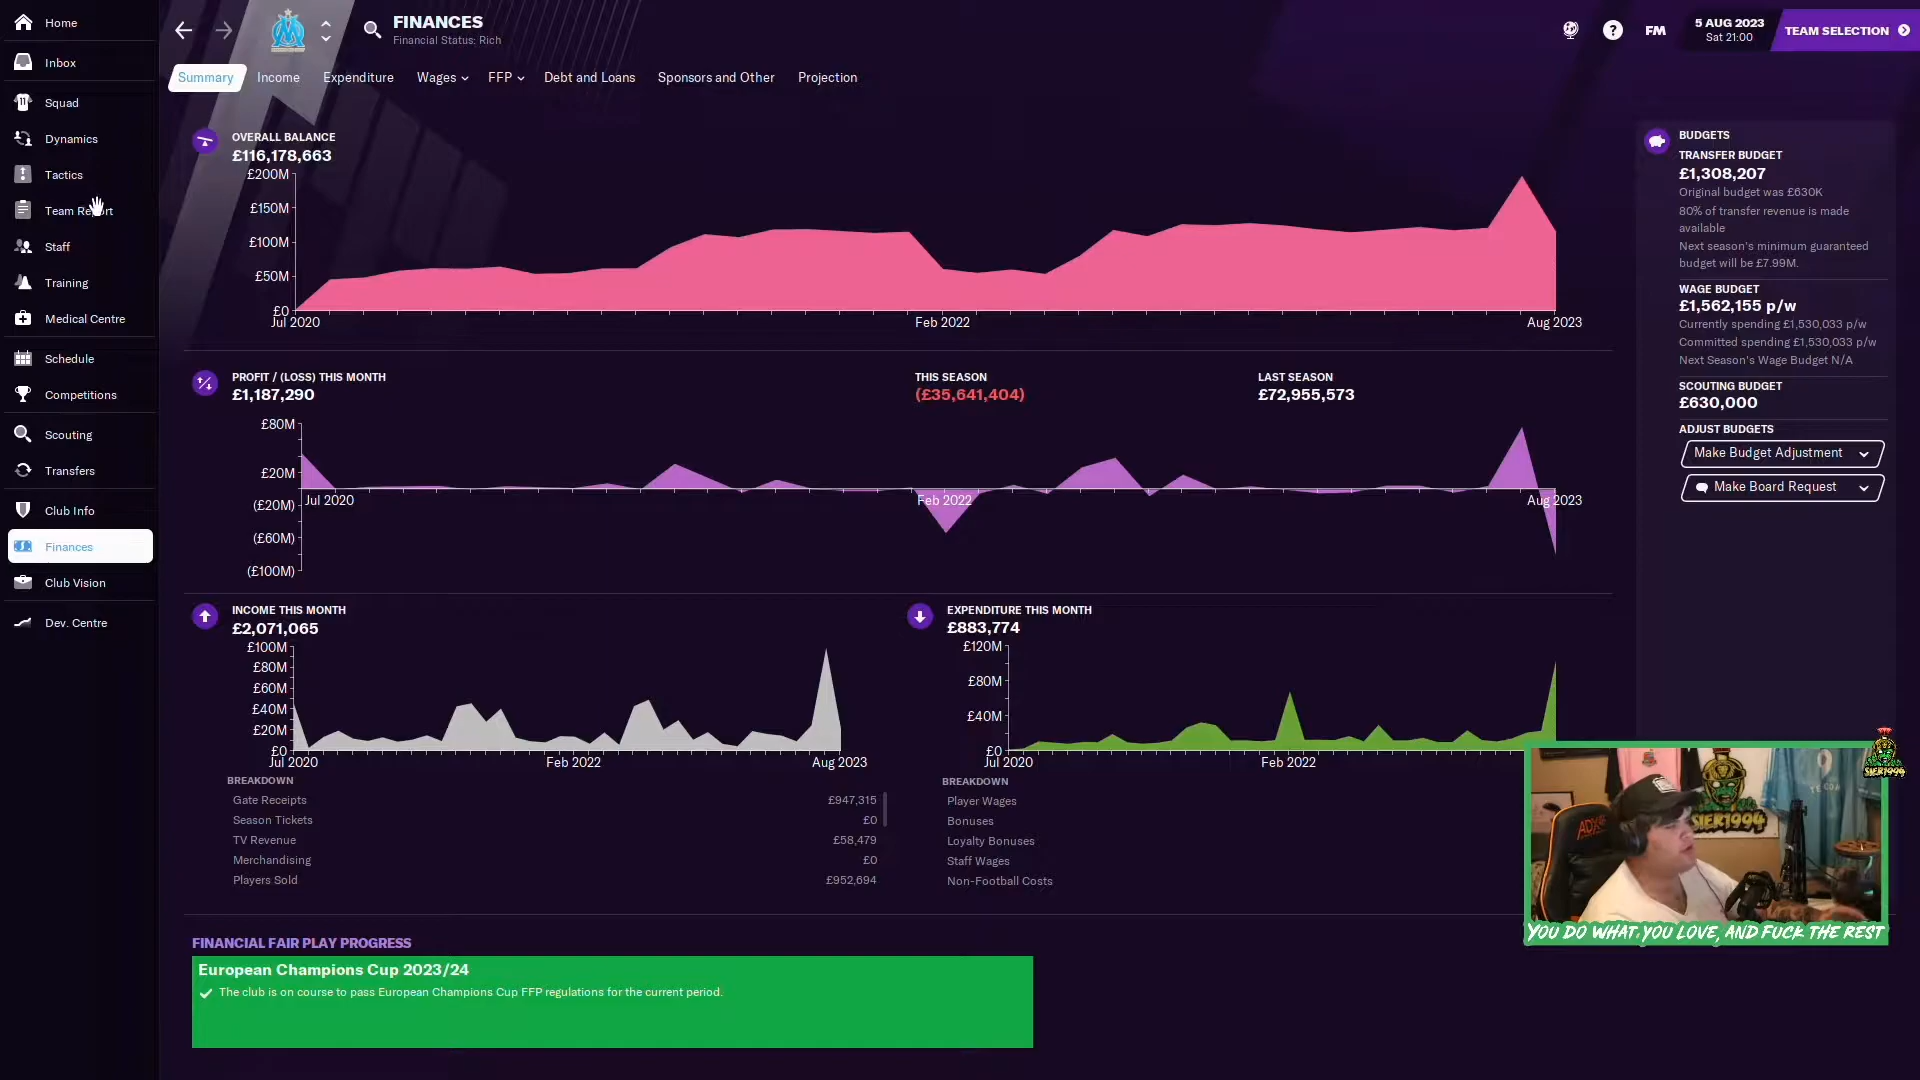 Home
Inbox
Squad
Dynamics
Tactics
Team Report
Staff
Training
Medical Centre
Schedule
Competitions
Scouting
Transfers
Club Info
Finances
Club Vision
Dev. Centre
FINANCES
Financial Status: Rich
FM
5 AUG 2023
Sat 21:00
TEAM SELECTION
Summary Income Expenditure Wages FFP Debt and Loans Sponsors and Other Projection
OVERALL BALANCE
£116,178,663
£200M
£150M
£100M
£50M
£0
Jul 2020 Feb 2022 Aug 2023
PROFIT / (LOSS) THIS MONTH
£1,187,290
THIS SEASON
(£35,641,404)
LAST SEASON
£72,955,573
£80M
£20M
(£20M)
(£60M)
(£100M)
Jul 2020 Feb 2022 Aug 2023
INCOME THIS MONTH
£2,071,065
£100M
£80M
£60M
£40M
£20M
£0
Jul 2020 Feb 2022 Aug 2023
BREAKDOWN
Gate Receipts £947,315
Season Tickets £0
TV Revenue £58,479
Merchandising £0
Players Sold £952,694
EXPENDITURE THIS MONTH
£883,774
£120M
£80M
£40M
£0
Jul 2020 Feb 2022
BREAKDOWN
Player Wages
Bonuses
Loyalty Bonuses
Staff Wages
Non-Football Costs
FINANCIAL FAIR PLAY PROGRESS
European Champions Cup 2023/24
The club is on course to pass European Champions Cup FFP regulations for the current period.
BUDGETS
TRANSFER BUDGET
£1,308,207
Original budget was £630K
80% of transfer revenue is made
available
Next season's minimum guaranteed
budget will be £7.99M.
WAGE BUDGET
£1,562,155 p/w
Currently spending £1,530,033 p/w
Committed spending £1,530,033 p/w
Next Season's Wage Budget N/A
SCOUTING BUDGET
£630,000
ADJUST BUDGETS
Make Budget Adjustment
Make Board Request
SIER1994
SIER1994
YOU DO WHAT YOU LOVE, AND FUCK THE REST